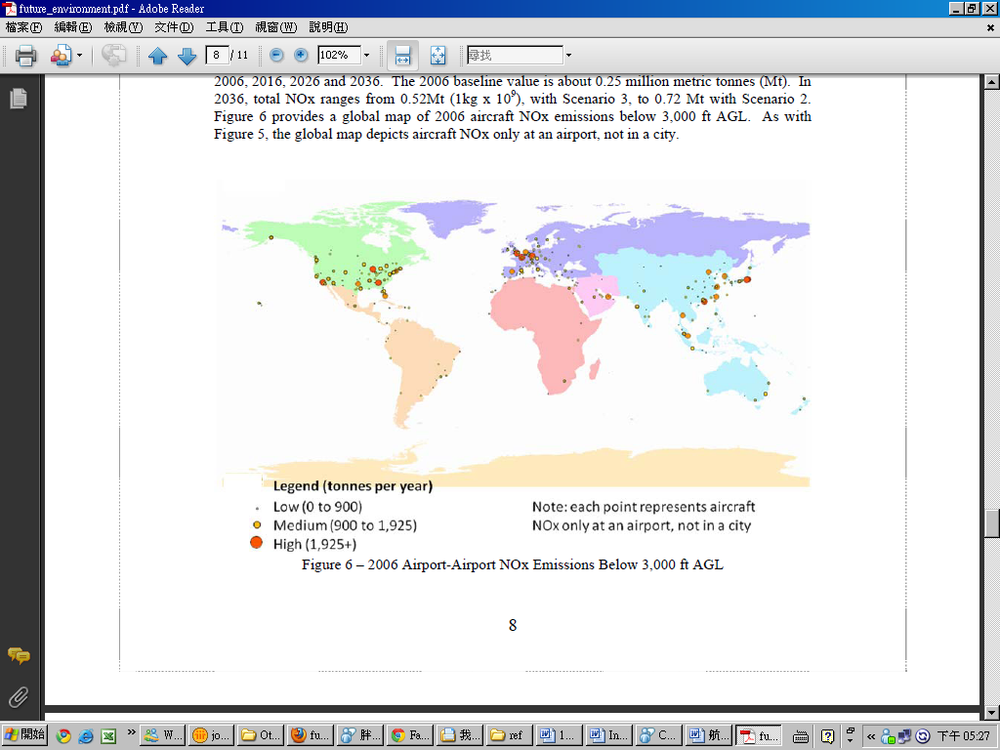 future_environment.pdf - Adobe Reader
檔案(F) 編輯(E) 檢視(V) 文件(D) 工具(T) 視窗(W) 說明(H)
8 / 11 102% 尋找
2006, 2016, 2026 and 2036. The 2006 baseline value is about 0.25 million metric tonnes (Mt). In
2036, total NOx ranges from 0.52Mt (1kg x 10⁹), with Scenario 3, to 0.72 Mt with Scenario 2.
Figure 6 provides a global map of 2006 aircraft NOx emissions below 3,000 ft AGL. As with
Figure 5, the global map depicts aircraft NOx only at an airport, not in a city.
Legend (tonnes per year)
Low (0 to 900)
Medium (900 to 1,925)
High (1,925+)
Note: each point represents aircraft
NOx only at an airport, not in a city
Figure 6 – 2006 Airport-Airport NOx Emissions Below 3,000 ft AGL
8
開始 » W... jo... Ot... fu... 胖... Fa... 我... ref 1... In... C... 航... fu... « 下午 05:27